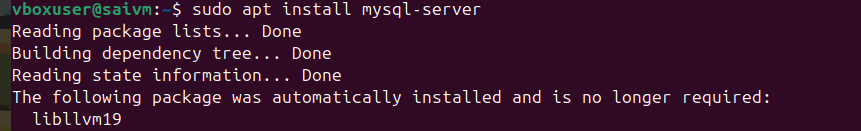 vboxuser@saivm:~$ sudo apt install mysql-server
Reading package lists... Done
Building dependency tree... Done
Reading state information... Done
The following package was automatically installed and is no longer required:
  libllvm19